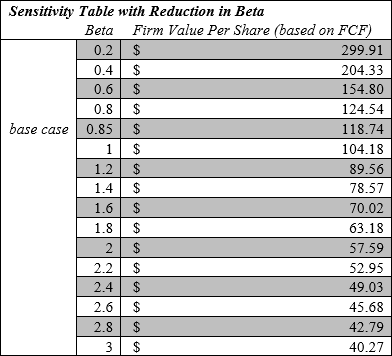 Sensitivity Table with Reduction in Beta
Beta Firm Value Per Share (based on FCF)
0.2 $ 299.91
0.4 $ 204.33
0.6 $ 154.80
0.8 $ 124.54
base case 0.85 $ 118.74
1 $ 104.18
1.2 $ 89.56
1.4 $ 78.57
1.6 $ 70.02
1.8 $ 63.18
2 $ 57.59
2.2 $ 52.95
2.4 $ 49.03
2.6 $ 45.68
2.8 $ 42.79
3 $ 40.27